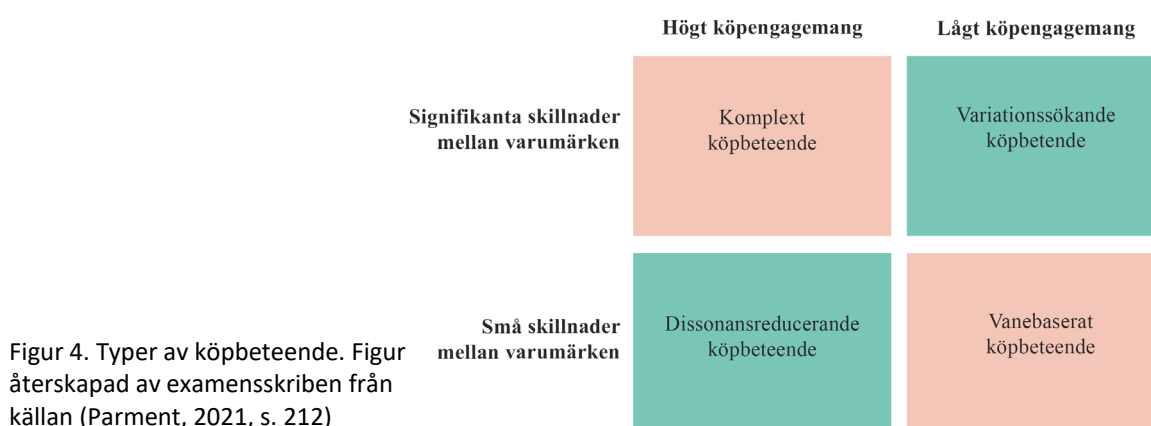 Högt köpengagemang
Lågt köpengagemang
Signifikanta skillnader
mellan varumärken
Komplext
köpbeteende
Variationssökande
köpbetende
Små skillnader
mellan varumärken
Dissonansreducerande
köpbeteende
Vanebaserat
köpbeteende
Figur 4. Typer av köpbeteende. Figur
återskapad av examensskriben från
källan (Parment, 2021, s. 212)